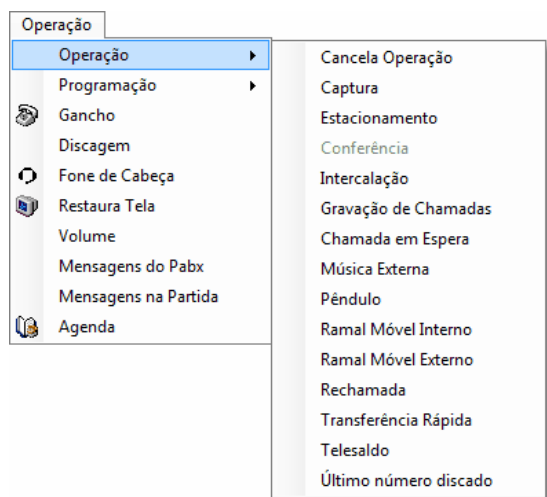 Operação
Operação
Programação
Gancho
Discagem
Fone de Cabeça
Restaura Tela
Volume
Mensagens do Pabx
Mensagens na Partida
Agenda
Cancela Operação
Captura
Estacionamento
Conferência
Intercalação
Gravação de Chamadas
Chamada em Espera
Música Externa
Pêndulo
Ramal Móvel Interno
Ramal Móvel Externo
Rechamada
Transferência Rápida
Telesaldo
Último número discado